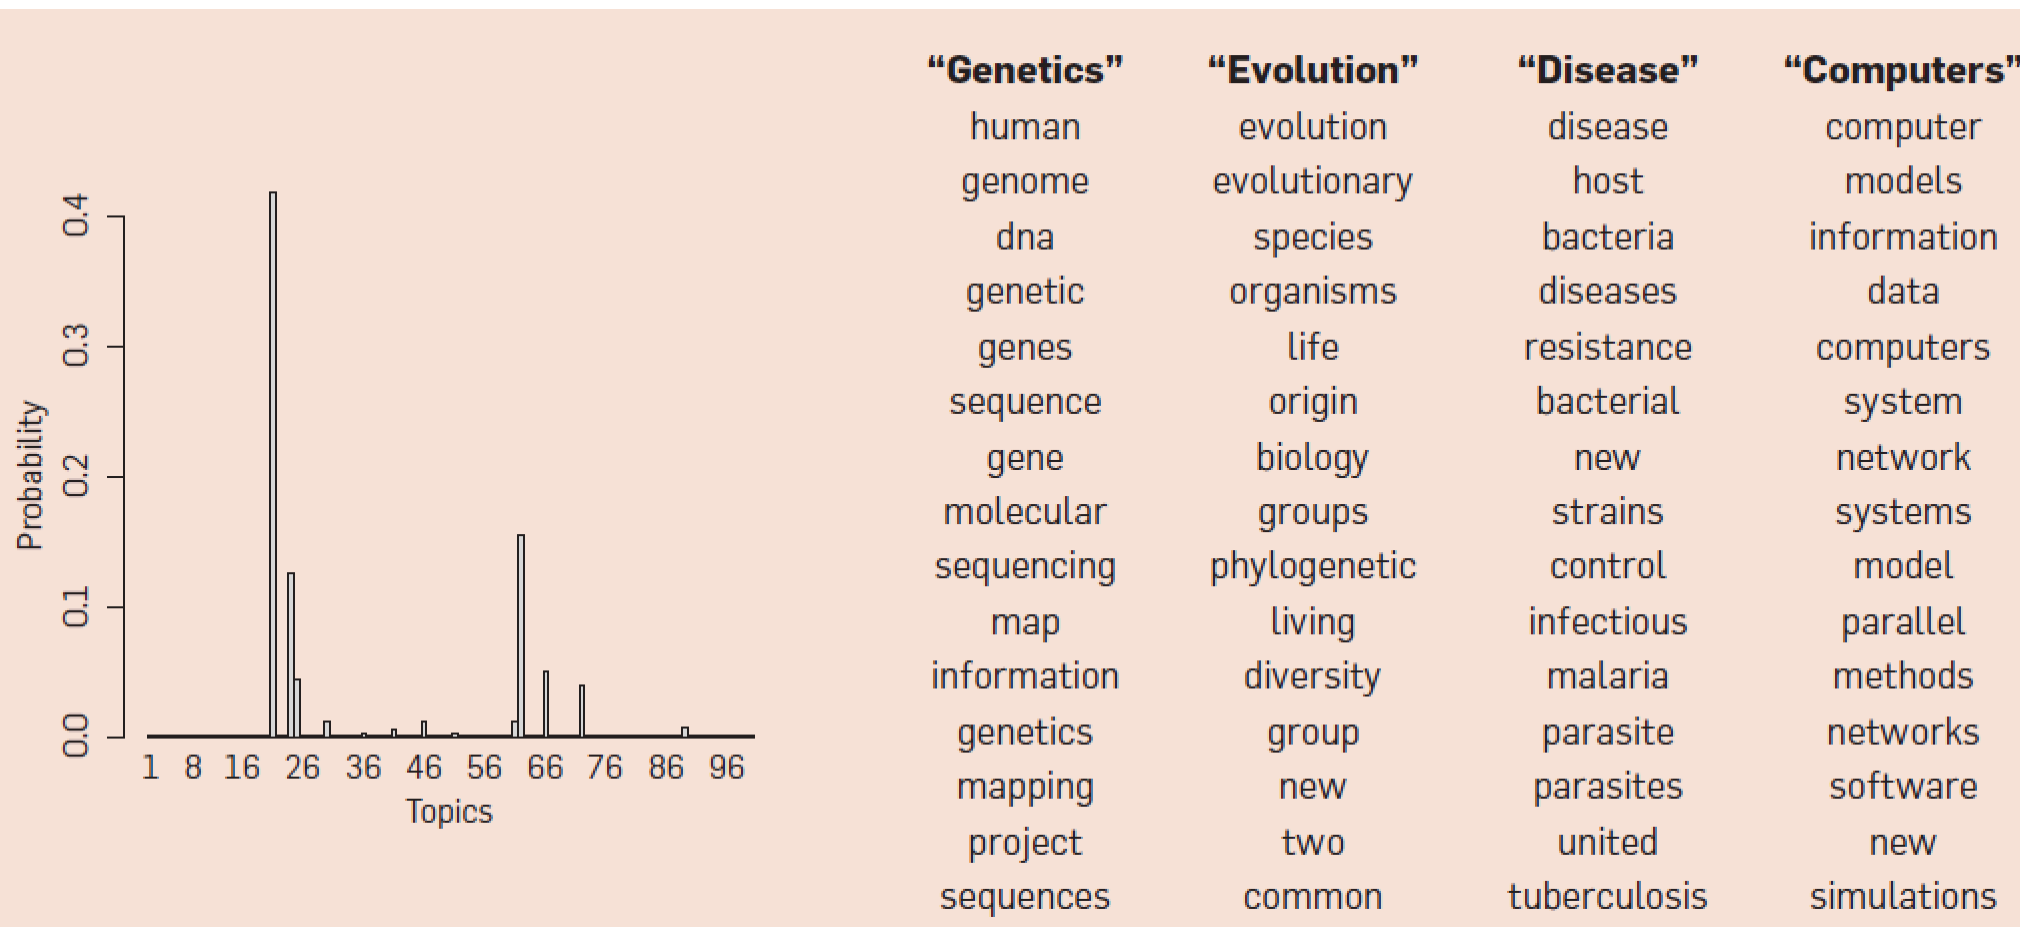 Probability
0.4
0.3
0.2
0.1
0.0
1 8 16 26 36 46 56 66 76 86 96
Topics
“Genetics” “Evolution” “Disease” “Computers”
human evolution disease computer
genome evolutionary host models
dna species bacteria information
genetic organisms diseases data
genes life resistance computers
sequence origin bacterial system
gene biology new network
molecular groups strains systems
sequencing phylogenetic control model
map living infectious parallel
information diversity malaria methods
genetics group parasite networks
mapping new parasites software
project two united new
sequences common tuberculosis simulations